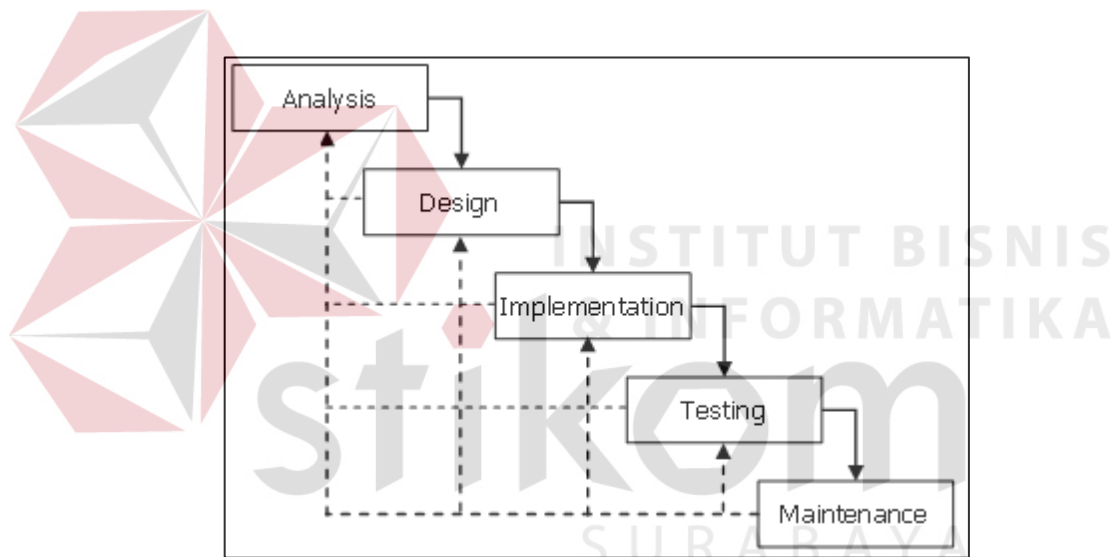 Analysis
Design
INSTITUT BISNIS
Implementation
& INFORMATIKA
stikom
Testing
Maintenance
SURABAYA